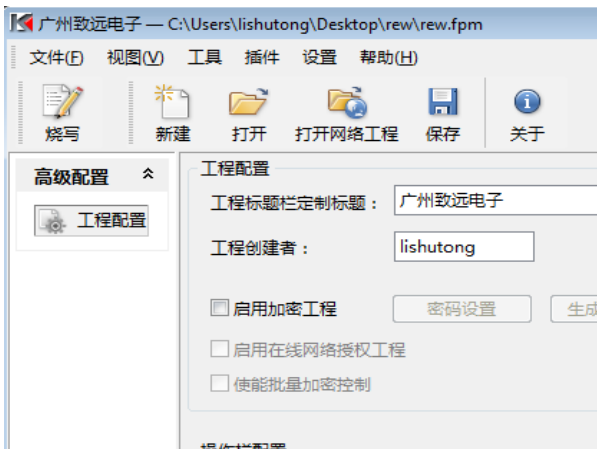 广州致远电子 — C:\Users\lishutong\Desktop\rew\rew.fpm
文件(F) 视图(V) 工具 插件 设置 帮助(H)
烧写 新建 打开 打开网络工程 保存 关于
高级配置
工程配置
工程配置
工程标题栏定制标题： 广州致远电子
工程创建者： lishutong
启用加密工程 密码设置 生成
启用在线网络授权工程
使能批量加密控制
操作栏配置